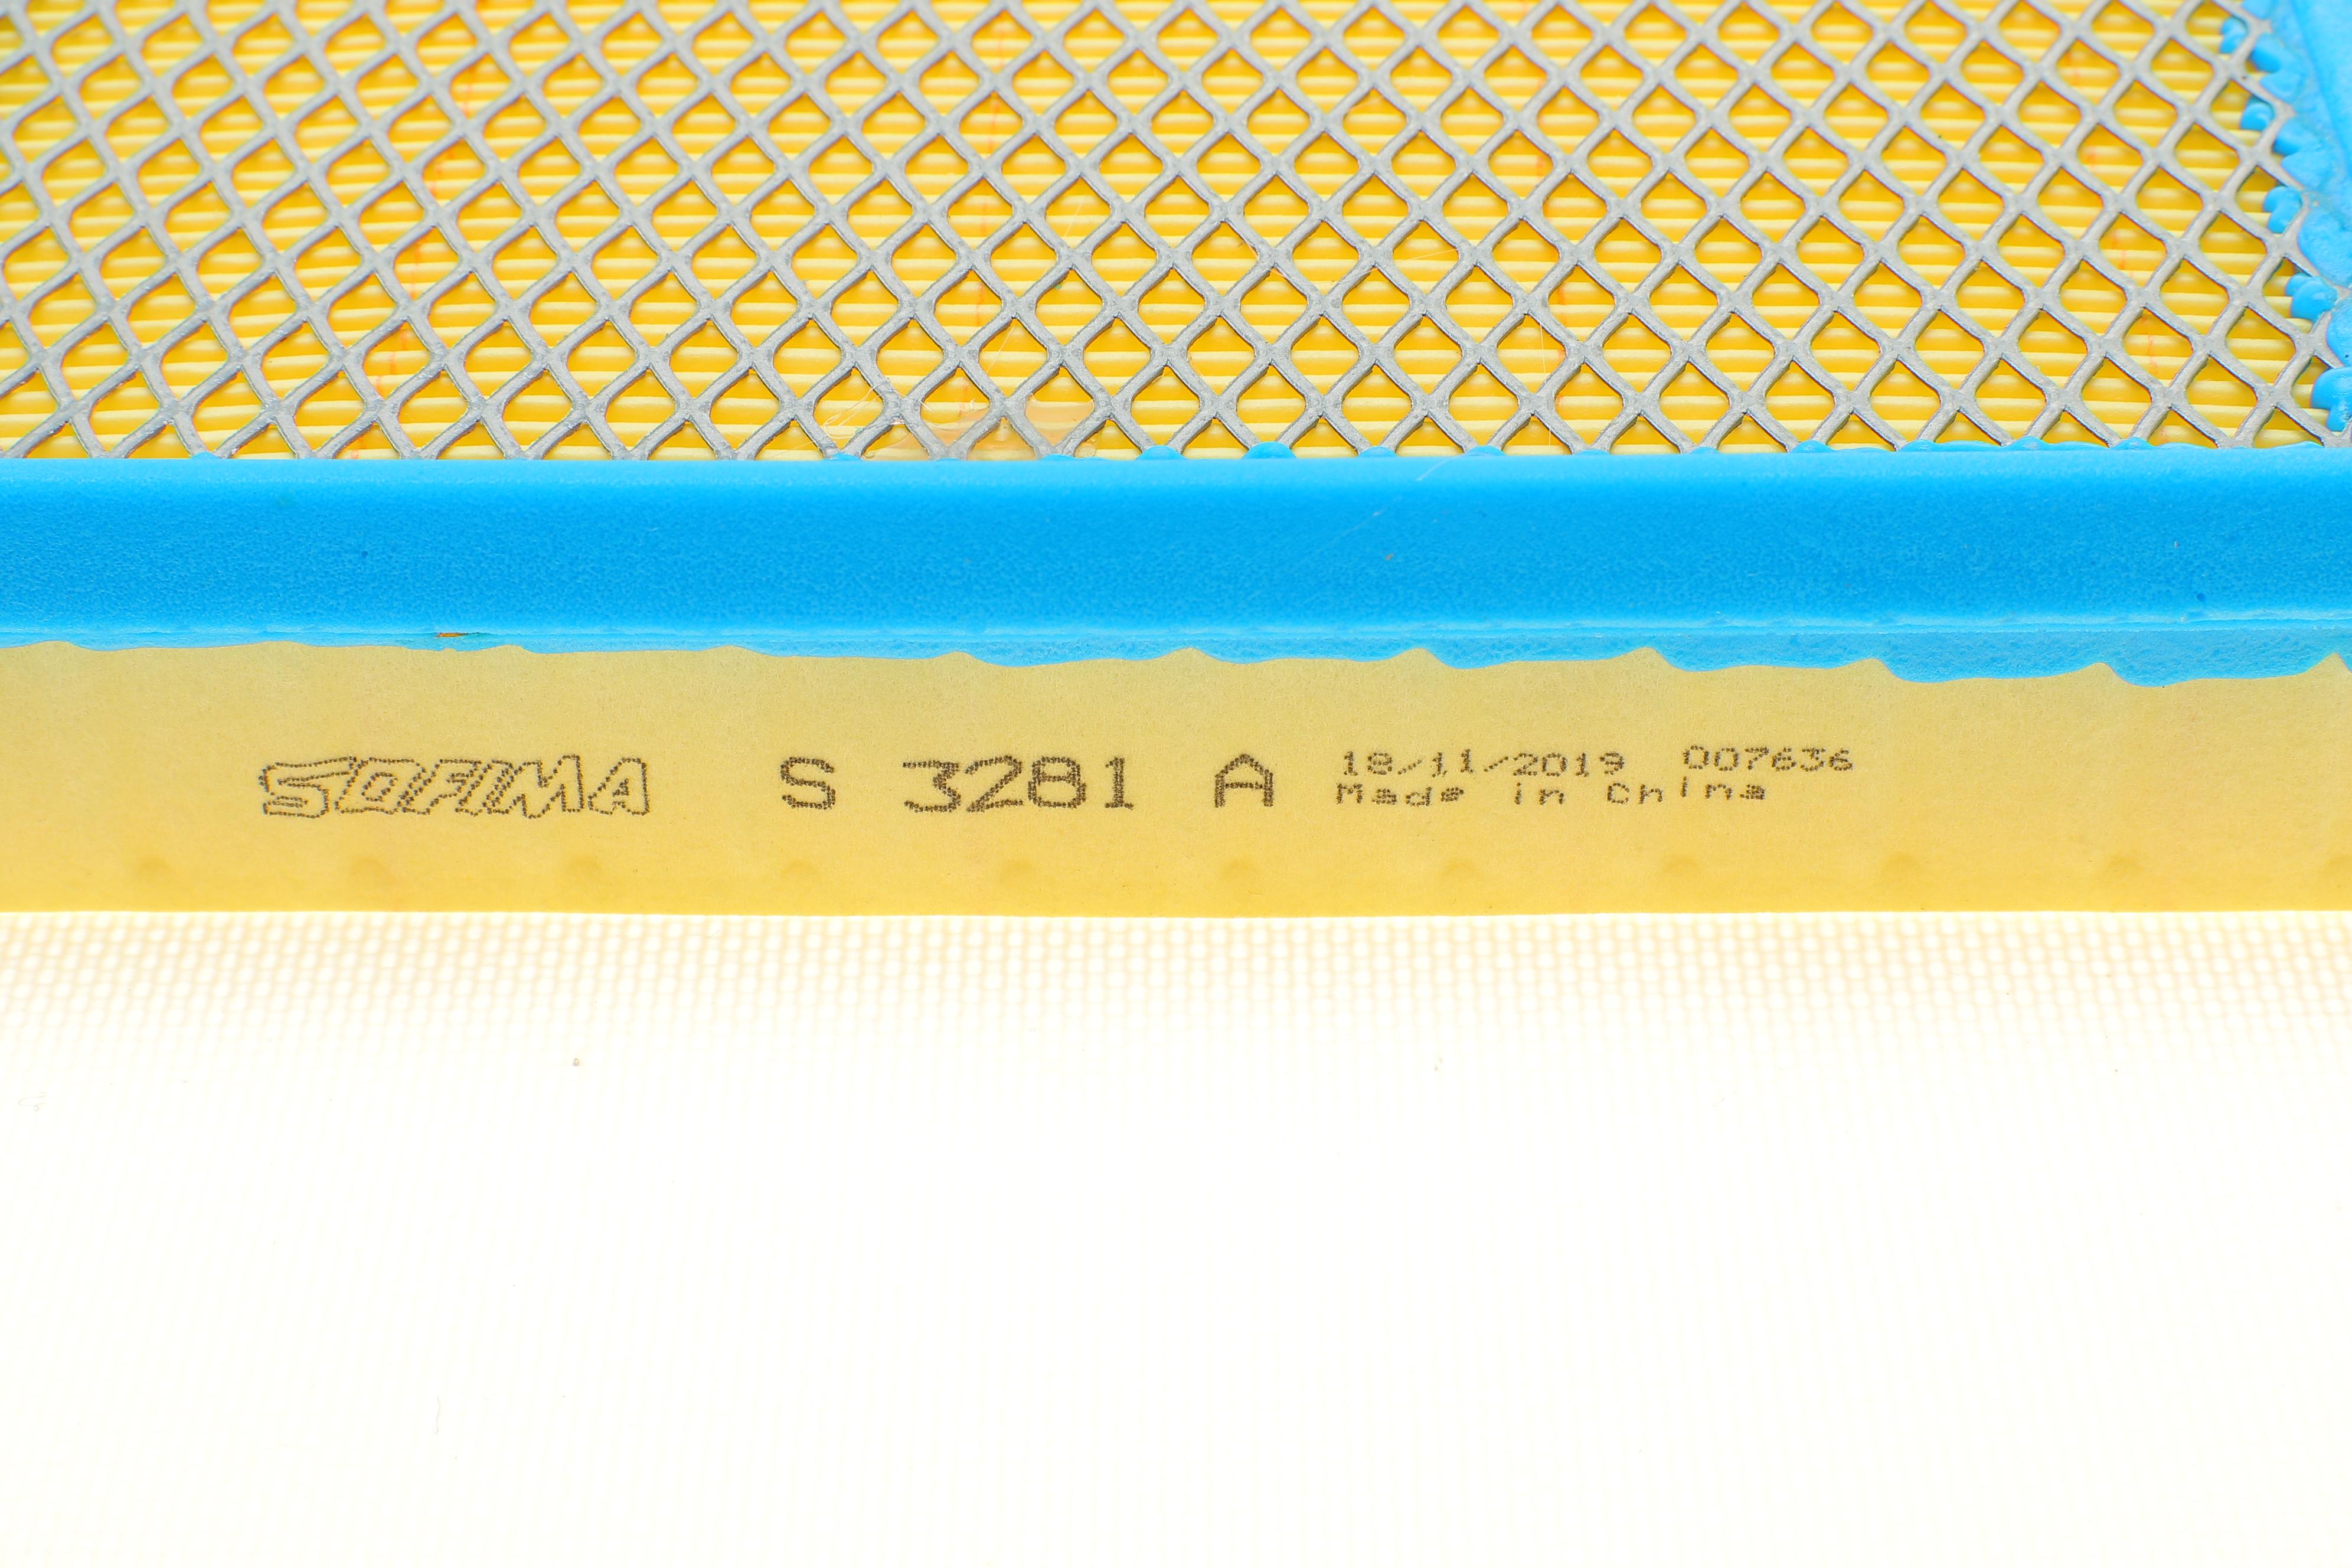 SOFIMA S 3281 A 18/11/2019 007636
Made in China